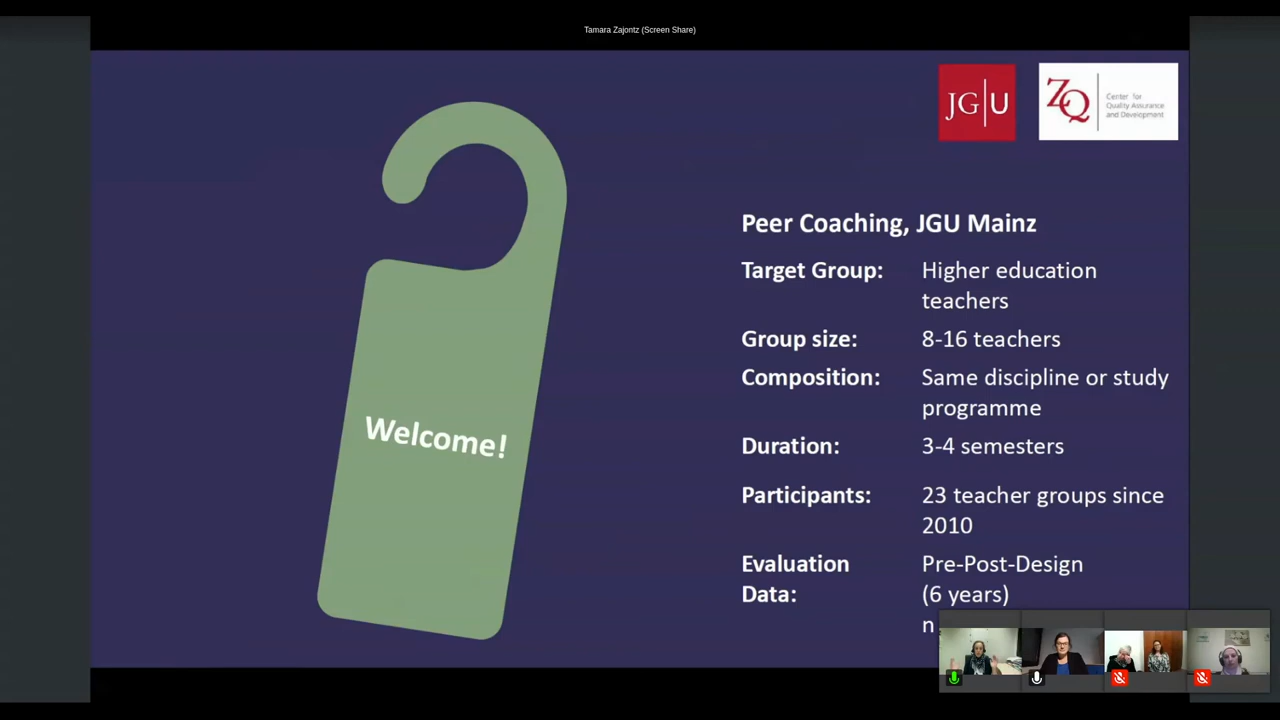 Tamara Zajontz (Screen Share)
JG|U
ZQ
Center for
Quality Assurance
and Development
Peer Coaching, JGU Mainz
Target Group: Higher education
teachers
Group size: 8-16 teachers
Composition: Same discipline or study
programme
Duration: 3-4 semesters
Participants: 23 teacher groups since
2010
Evaluation Pre-Post-Design
Data: (6 years)
n
Welcome!